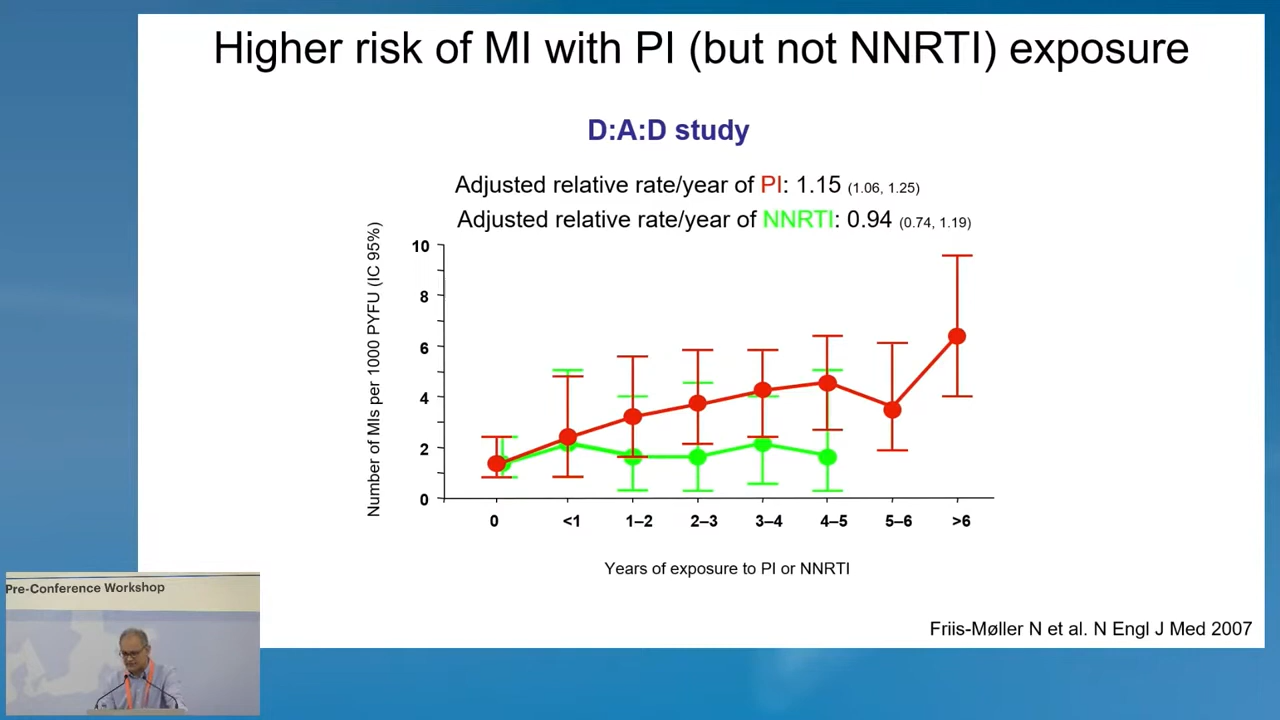 Higher risk of MI with PI (but not NNRTI) exposure
D:A:D study
Adjusted relative rate/year of PI: 1.15 (1.06, 1.25)
Adjusted relative rate/year of NNRTI: 0.94 (0.74, 1.19)
Number of MIs per 1000 PYFU (IC 95%)
10
8
6
4
2
0
0 <1 1–2 2–3 3–4 4–5 5–6 >6
Years of exposure to PI or NNRTI
Friis-Møller N et al. N Engl J Med 2007
Pre-Conference Workshop